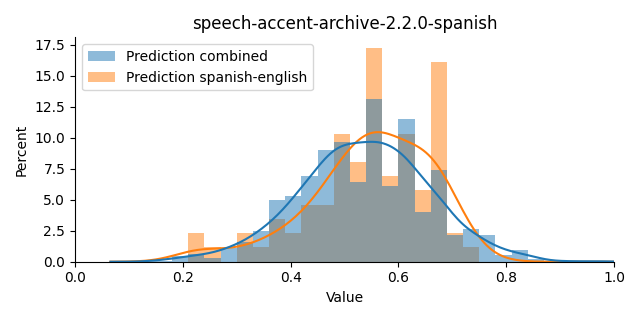 speech-accent-archive-2.2.0-spanish
Prediction combined
Prediction spanish-english
17.5
15.0
12.5
10.0
7.5
5.0
2.5
0.0
Percent
0.0 0.2 0.4 0.6 0.8 1.0
Value